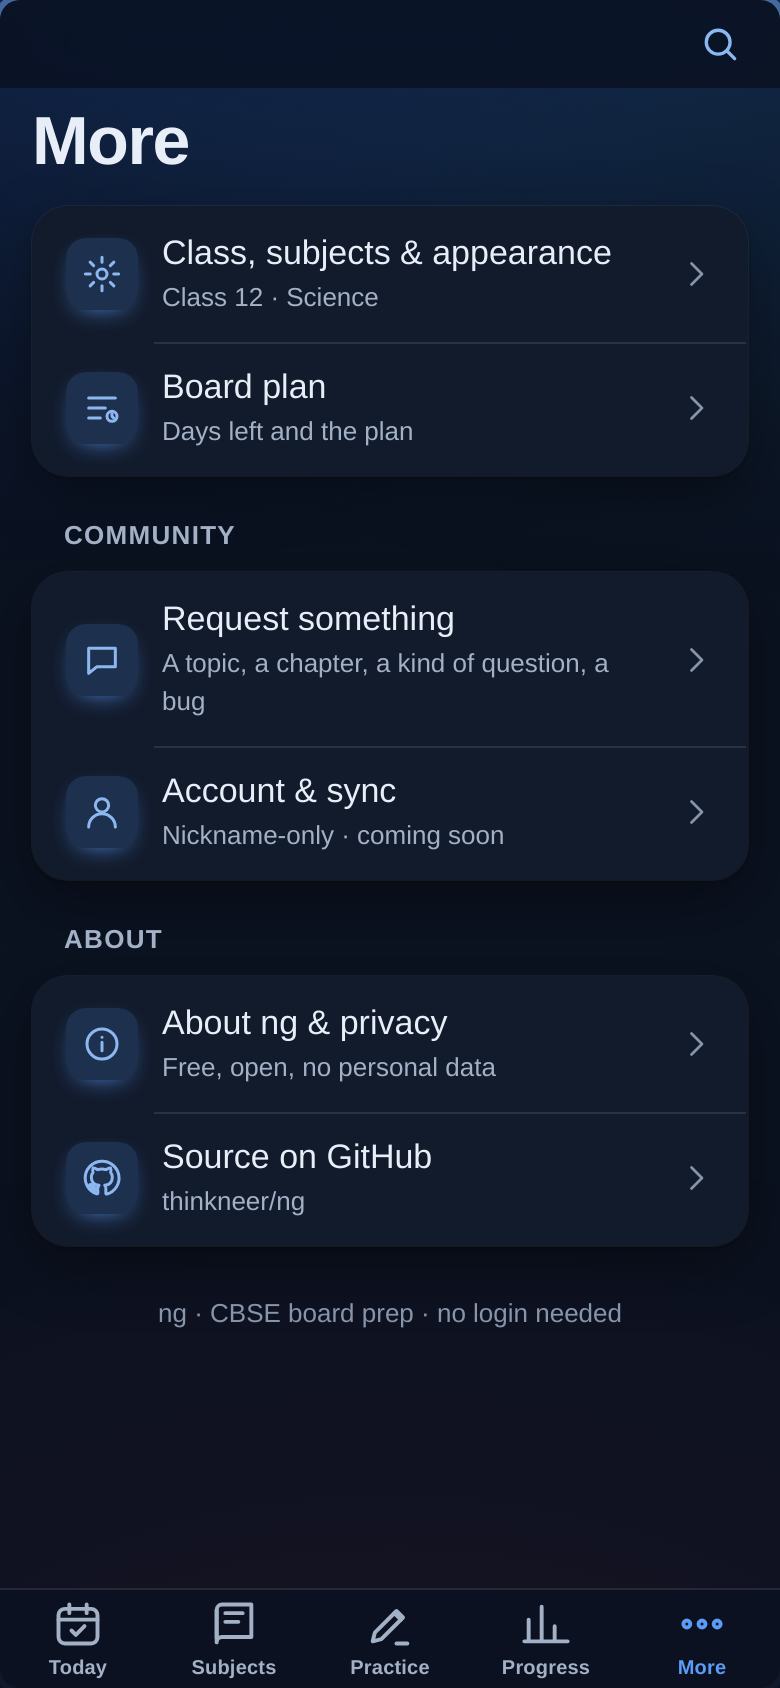 More
Class, subjects & appearance
Class 12 · Science
Board plan
Days left and the plan
COMMUNITY
Request something
A topic, a chapter, a kind of question, a
bug
Account & sync
Nickname-only · coming soon
ABOUT
About ng & privacy
Free, open, no personal data
Source on GitHub
thinkneer/ng
ng · CBSE board prep · no login needed
Today
Subjects
Practice
Progress
More